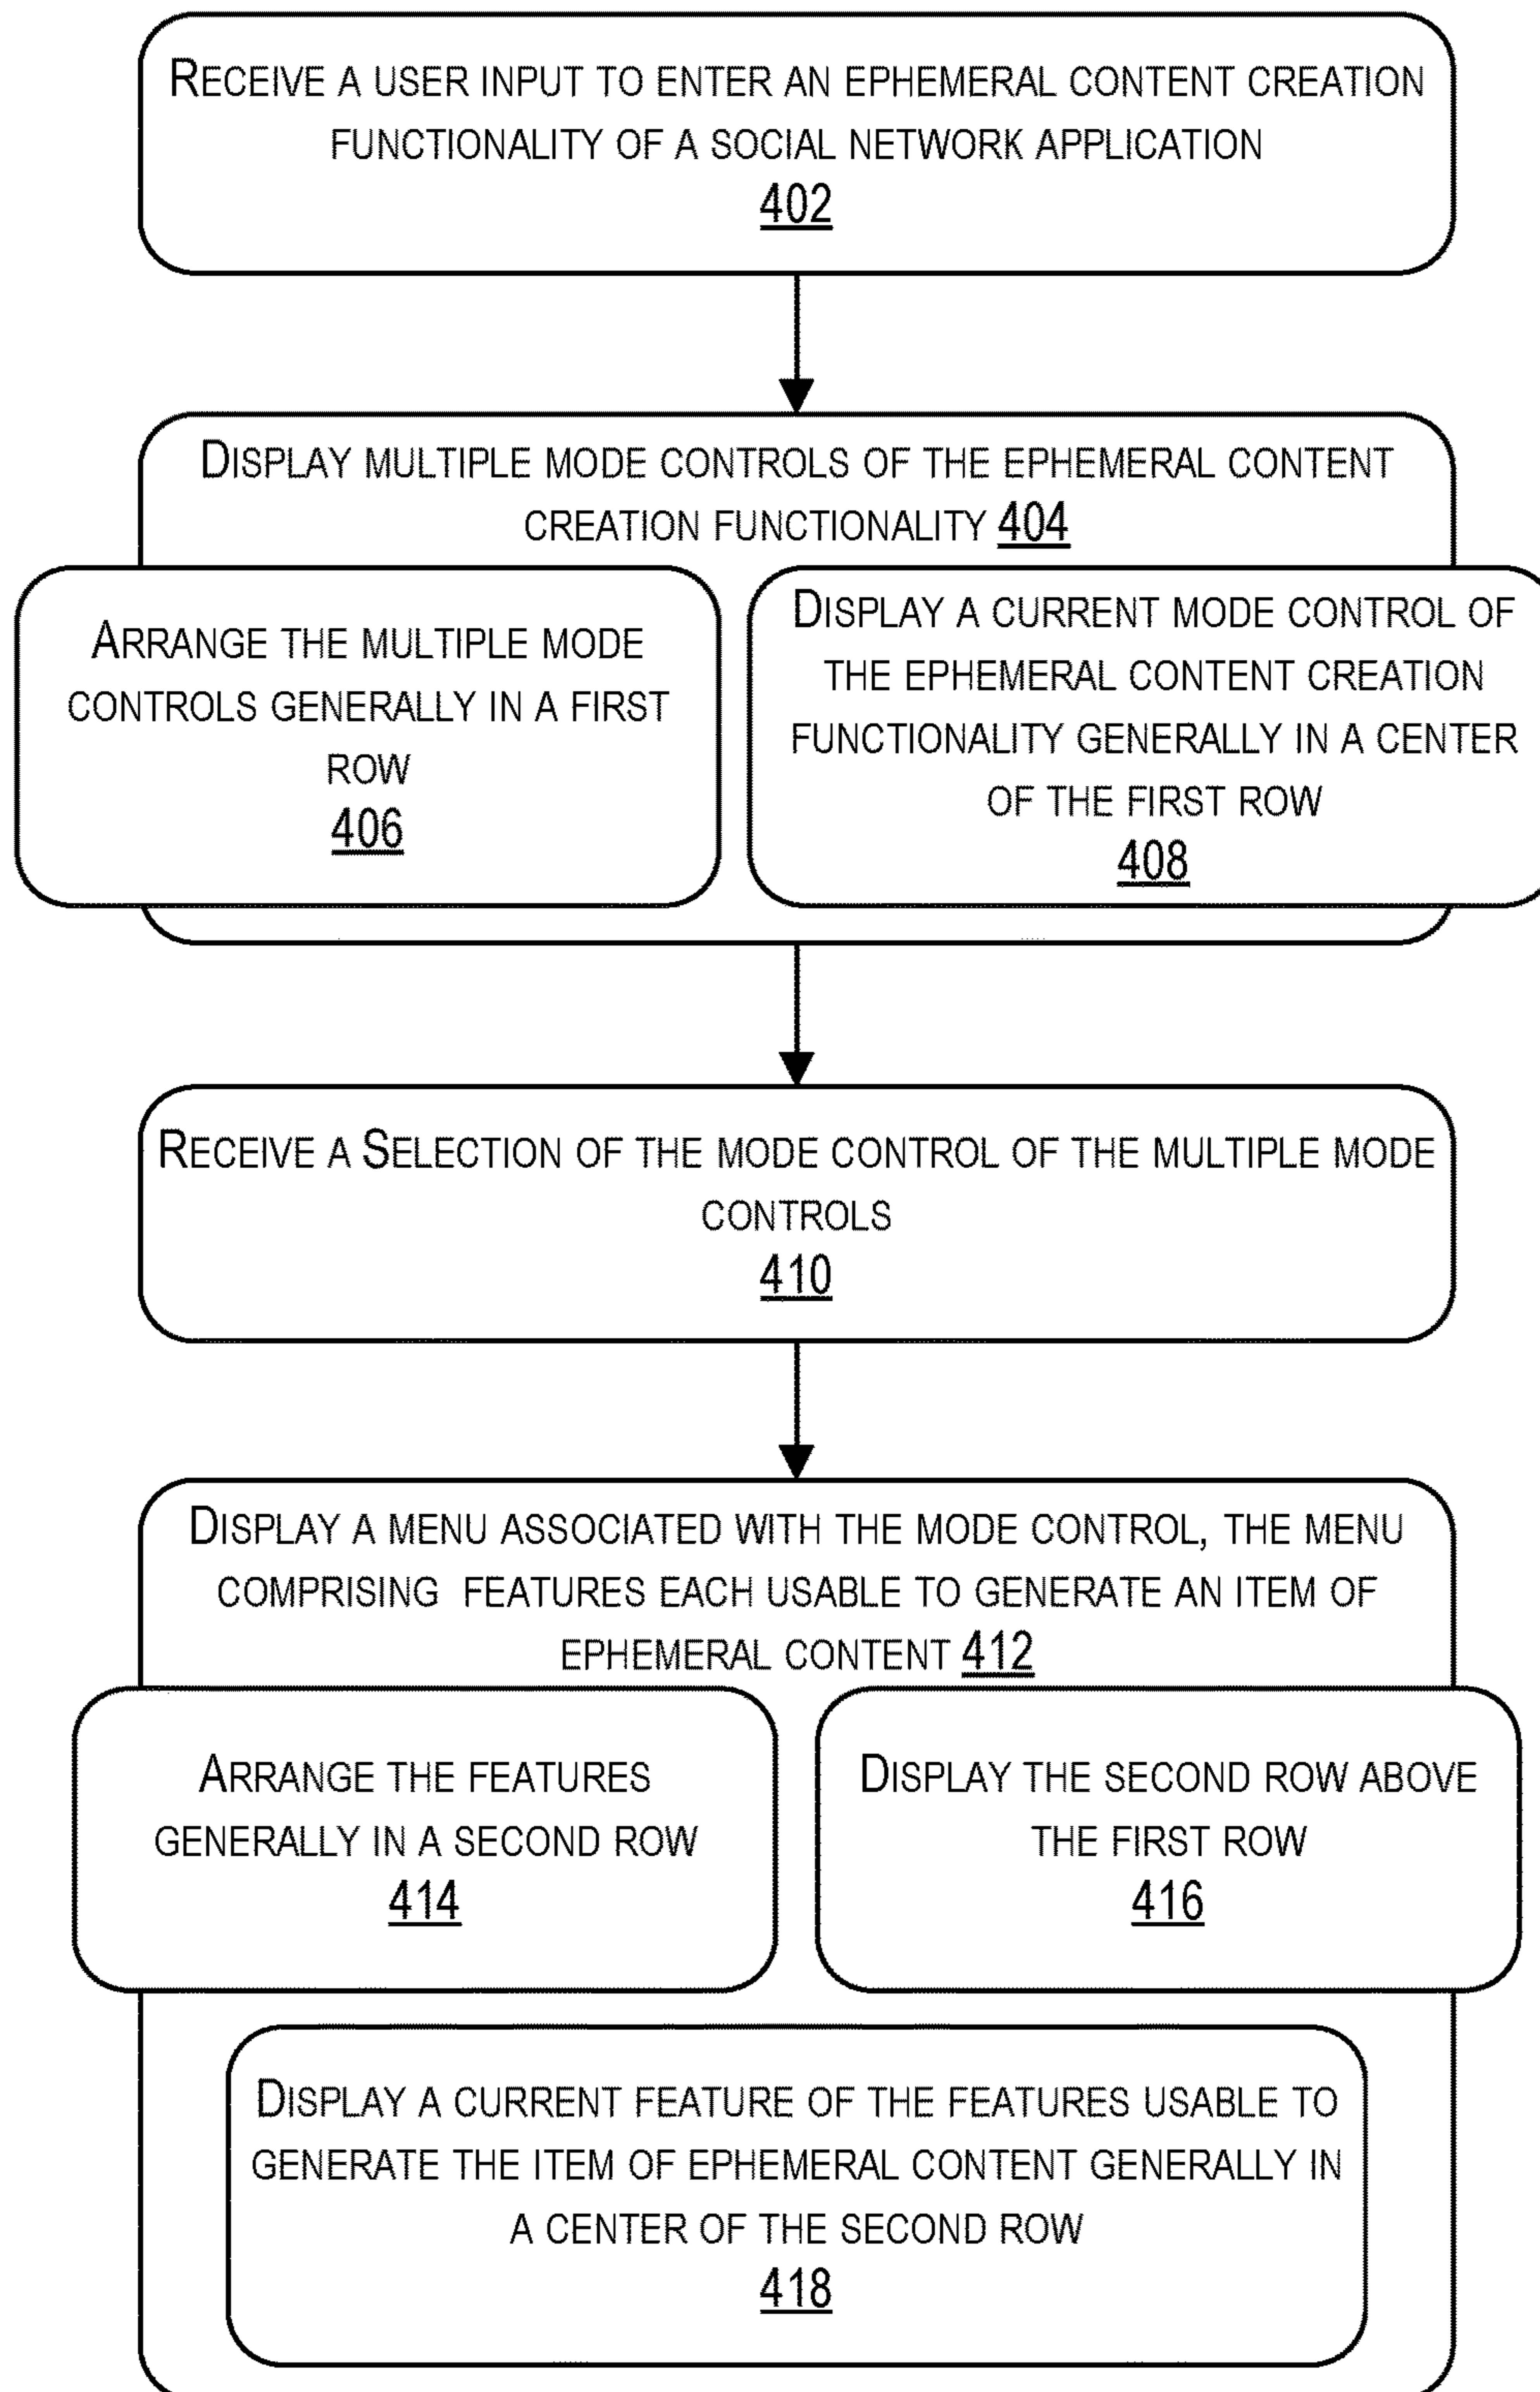 RECEIVE A USER INPUT TO ENTER AN EPHEMERAL CONTENT CREATION
FUNCTIONALITY OF A SOCIAL NETWORK APPLICATION
402
DISPLAY MULTIPLE MODE CONTROLS OF THE EPHEMERAL CONTENT
CREATION FUNCTIONALITY 404
ARRANGE THE MULTIPLE MODE
CONTROLS GENERALLY IN A FIRST
ROW
406
DISPLAY A CURRENT MODE CONTROL OF
THE EPHEMERAL CONTENT CREATION
FUNCTIONALITY GENERALLY IN A CENTER
OF THE FIRST ROW
408
RECEIVE A SELECTION OF THE MODE CONTROL OF THE MULTIPLE MODE
CONTROLS
410
DISPLAY A MENU ASSOCIATED WITH THE MODE CONTROL, THE MENU
COMPRISING FEATURES EACH USABLE TO GENERATE AN ITEM OF
EPHEMERAL CONTENT 412
ARRANGE THE FEATURES
GENERALLY IN A SECOND ROW
414
DISPLAY THE SECOND ROW ABOVE
THE FIRST ROW
416
DISPLAY A CURRENT FEATURE OF THE FEATURES USABLE TO
GENERATE THE ITEM OF EPHEMERAL CONTENT GENERALLY IN
A CENTER OF THE SECOND ROW
418